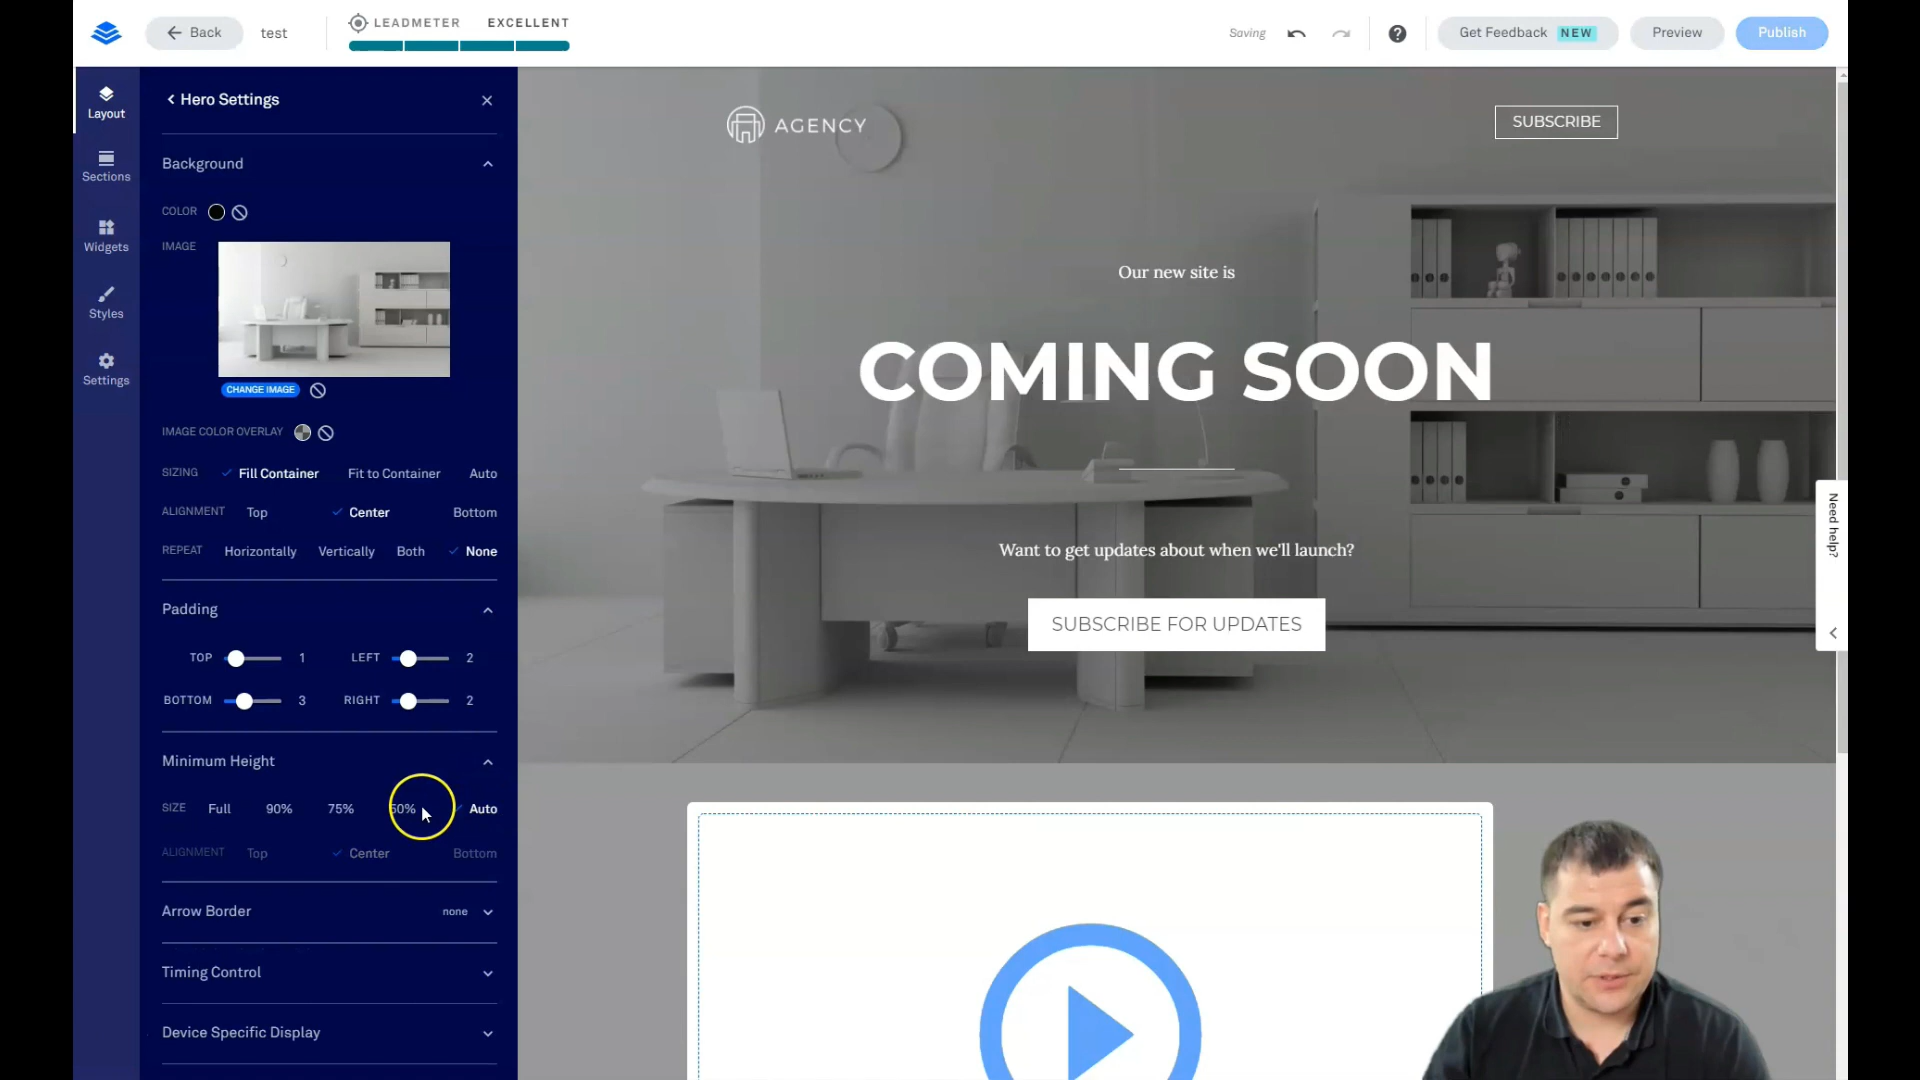 Back
test
LEADMETER
EXCELLENT
Saving
Get Feedback NEW
Preview
Publish
Layout
Sections
Widgets
Styles
Settings
Hero Settings
Background
COLOR
IMAGE
CHANGE IMAGE
IMAGE COLOR OVERLAY
SIZING Fill Container Fit to Container Auto
ALIGNMENT Top Center Bottom
REPEAT Horizontally Vertically Both None
Padding
TOP 1 LEFT 2
BOTTOM 3 RIGHT 2
Minimum Height
SIZE Full 90% 75% 50% Auto
ALIGNMENT Top Center Bottom
Arrow Border none
Timing Control
Device Specific Display
AGENCY
SUBSCRIBE
Our new site is
COMING SOON
Want to get updates about when we'll launch?
SUBSCRIBE FOR UPDATES
Need help?